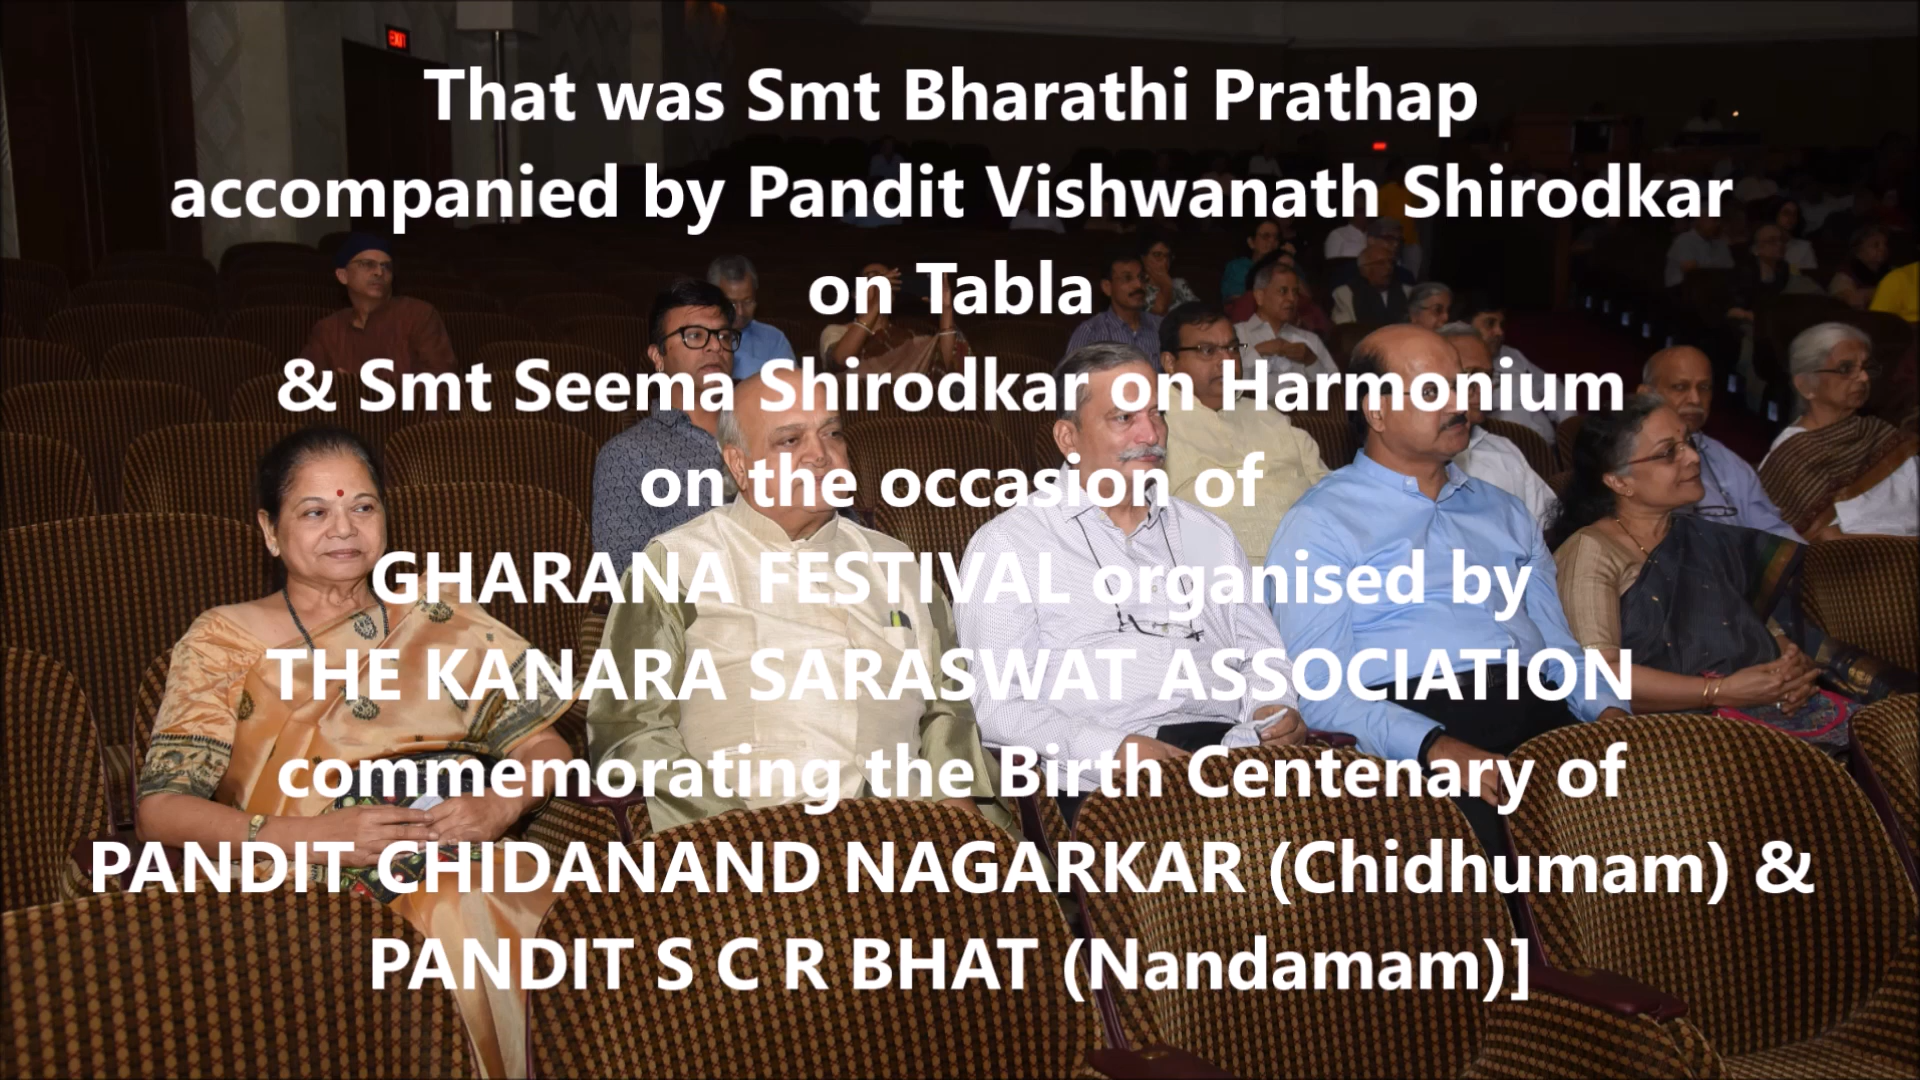 EXIT
That was Smt Bharathi Prathap
accompanied by Pandit Vishwanath Shirodkar
on Tabla
& Smt Seema Shirodkar on Harmonium
on the occasion of
GHARANA FESTIVAL organised by
THE KANARA SARASWAT ASSOCIATION
commemorating the Birth Centenary of
PANDIT CHIDANAND NAGARKAR (Chidhumam) &
PANDIT S C R BHAT (Nandamam)]